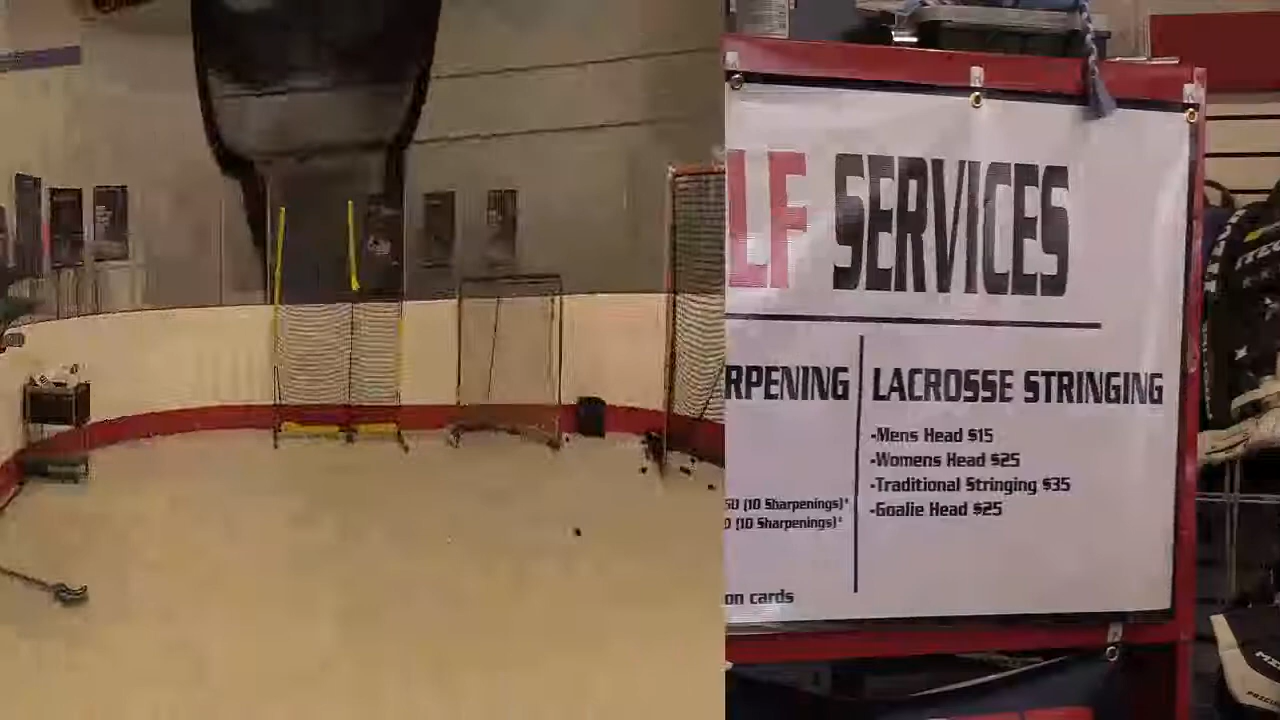 LF SERVICES
RPENING
LACROSSE STRINGING
-Mens Head $15
-Womens Head $25
-Traditional Stringing $35
-Goalie Head $25
(10 Sharpenings)*
(10 Sharpenings)*
on cards